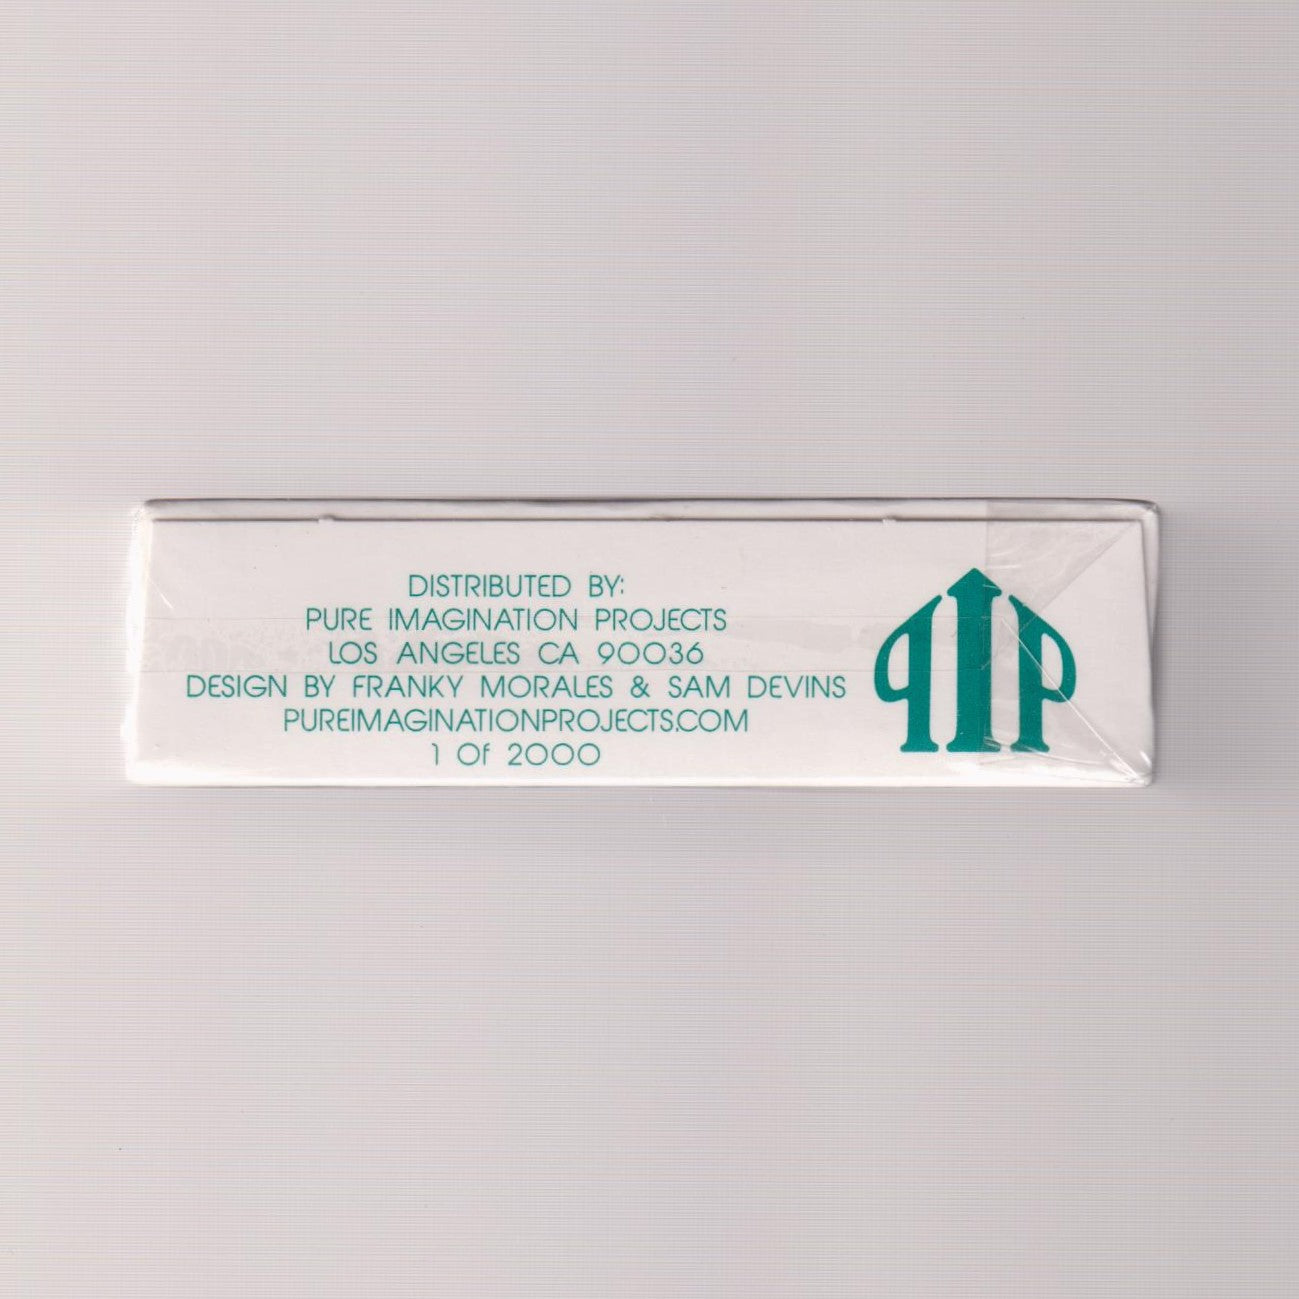 DISTRIBUTED BY:
PURE IMAGINATION PROJECTS
LOS ANGELES CA 90036
DESIGN BY FRANKY MORALES & SAM DEVINS
PUREIMAGINATIONPROJECTS.COM
1 Of 2000
PIP